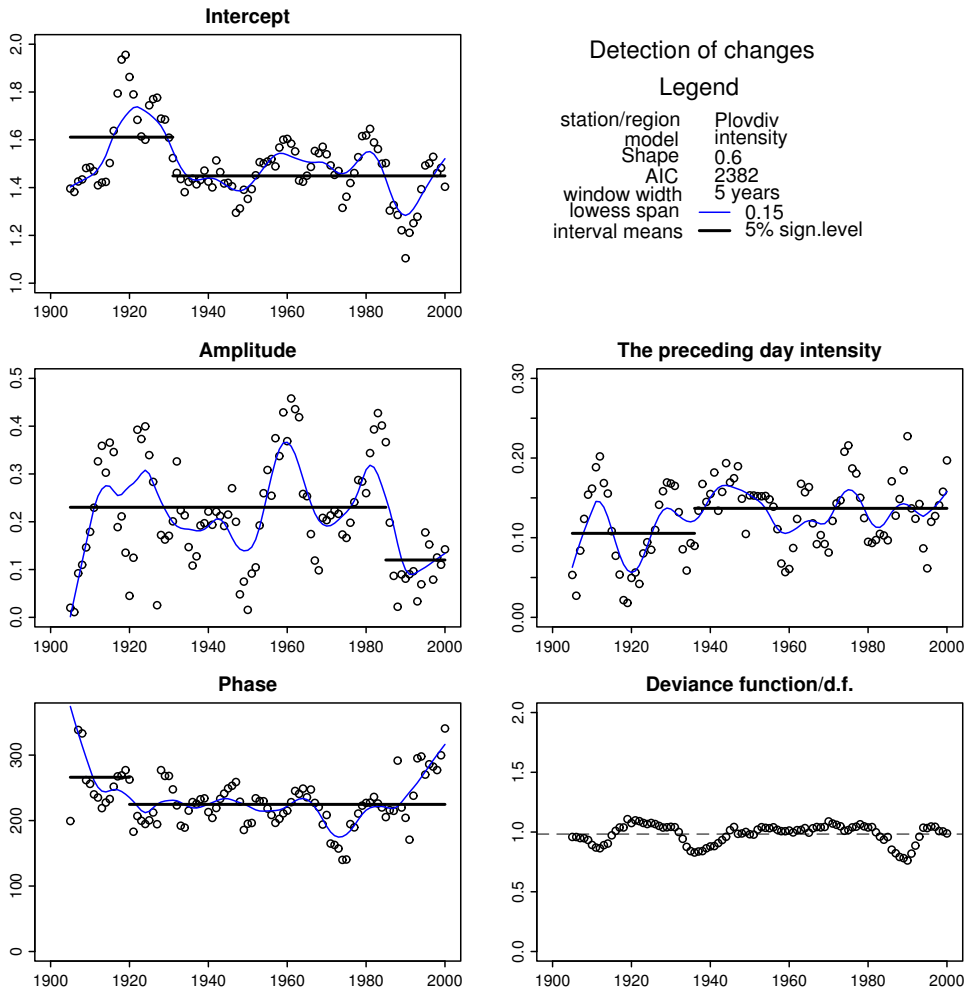 Intercept
2.0
1.8
1.6
1.4
1.2
1.0
1900 1920 1940 1960 1980 2000
Detection of changes
Legend
station/region Plovdiv
model intensity
Shape 0.6
AIC 2382
window width 5 years
lowess span 0.15
interval means 5% sign.level
Amplitude
0.5
0.4
0.3
0.2
0.1
0.0
1900 1920 1940 1960 1980 2000
The preceding day intensity
0.30
0.20
0.10
0.00
1900 1920 1940 1960 1980 2000
Phase
300
200
100
0
1900 1920 1940 1960 1980 2000
Deviance function/d.f.
2.0
1.5
1.0
0.5
0.0
1900 1920 1940 1960 1980 2000